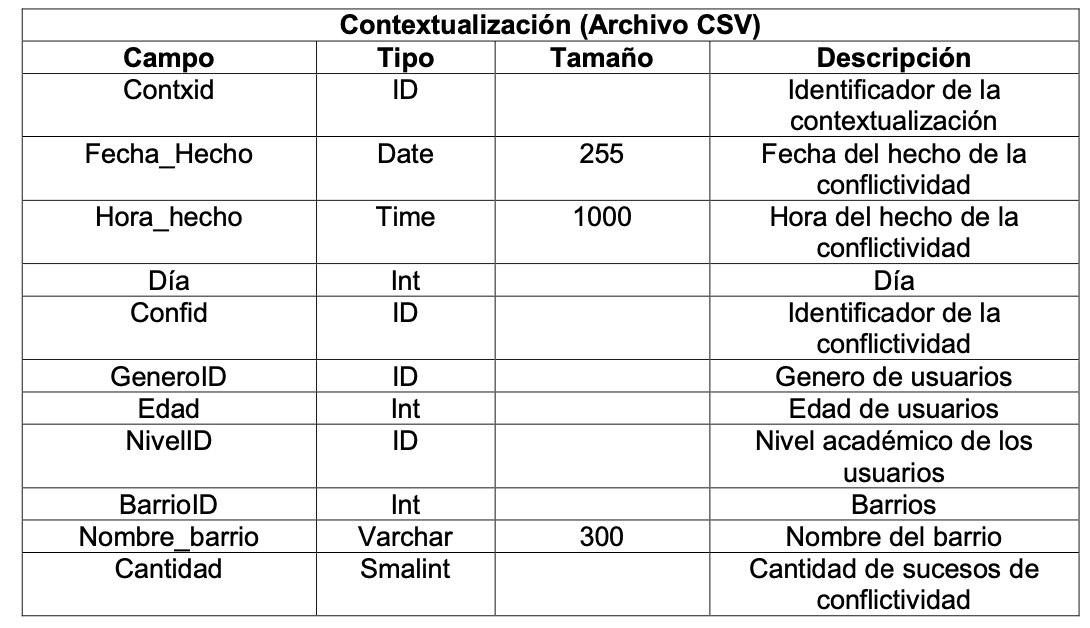 Contextualización (Archivo CSV)
Campo Tipo Tamaño Descripción
Contxid ID Identificador de la
contextualización
Fecha_Hecho Date 255 Fecha del hecho de la
conflictividad
Hora_hecho Time 1000 Hora del hecho de la
conflictividad
Día Int Día
Confid ID Identificador de la
conflictividad
GeneroID ID Genero de usuarios
Edad Int Edad de usuarios
NivelID ID Nivel académico de los
usuarios
BarrioID Int Barrios
Nombre_barrio Varchar 300 Nombre del barrio
Cantidad Smalint Cantidad de sucesos de
conflictividad